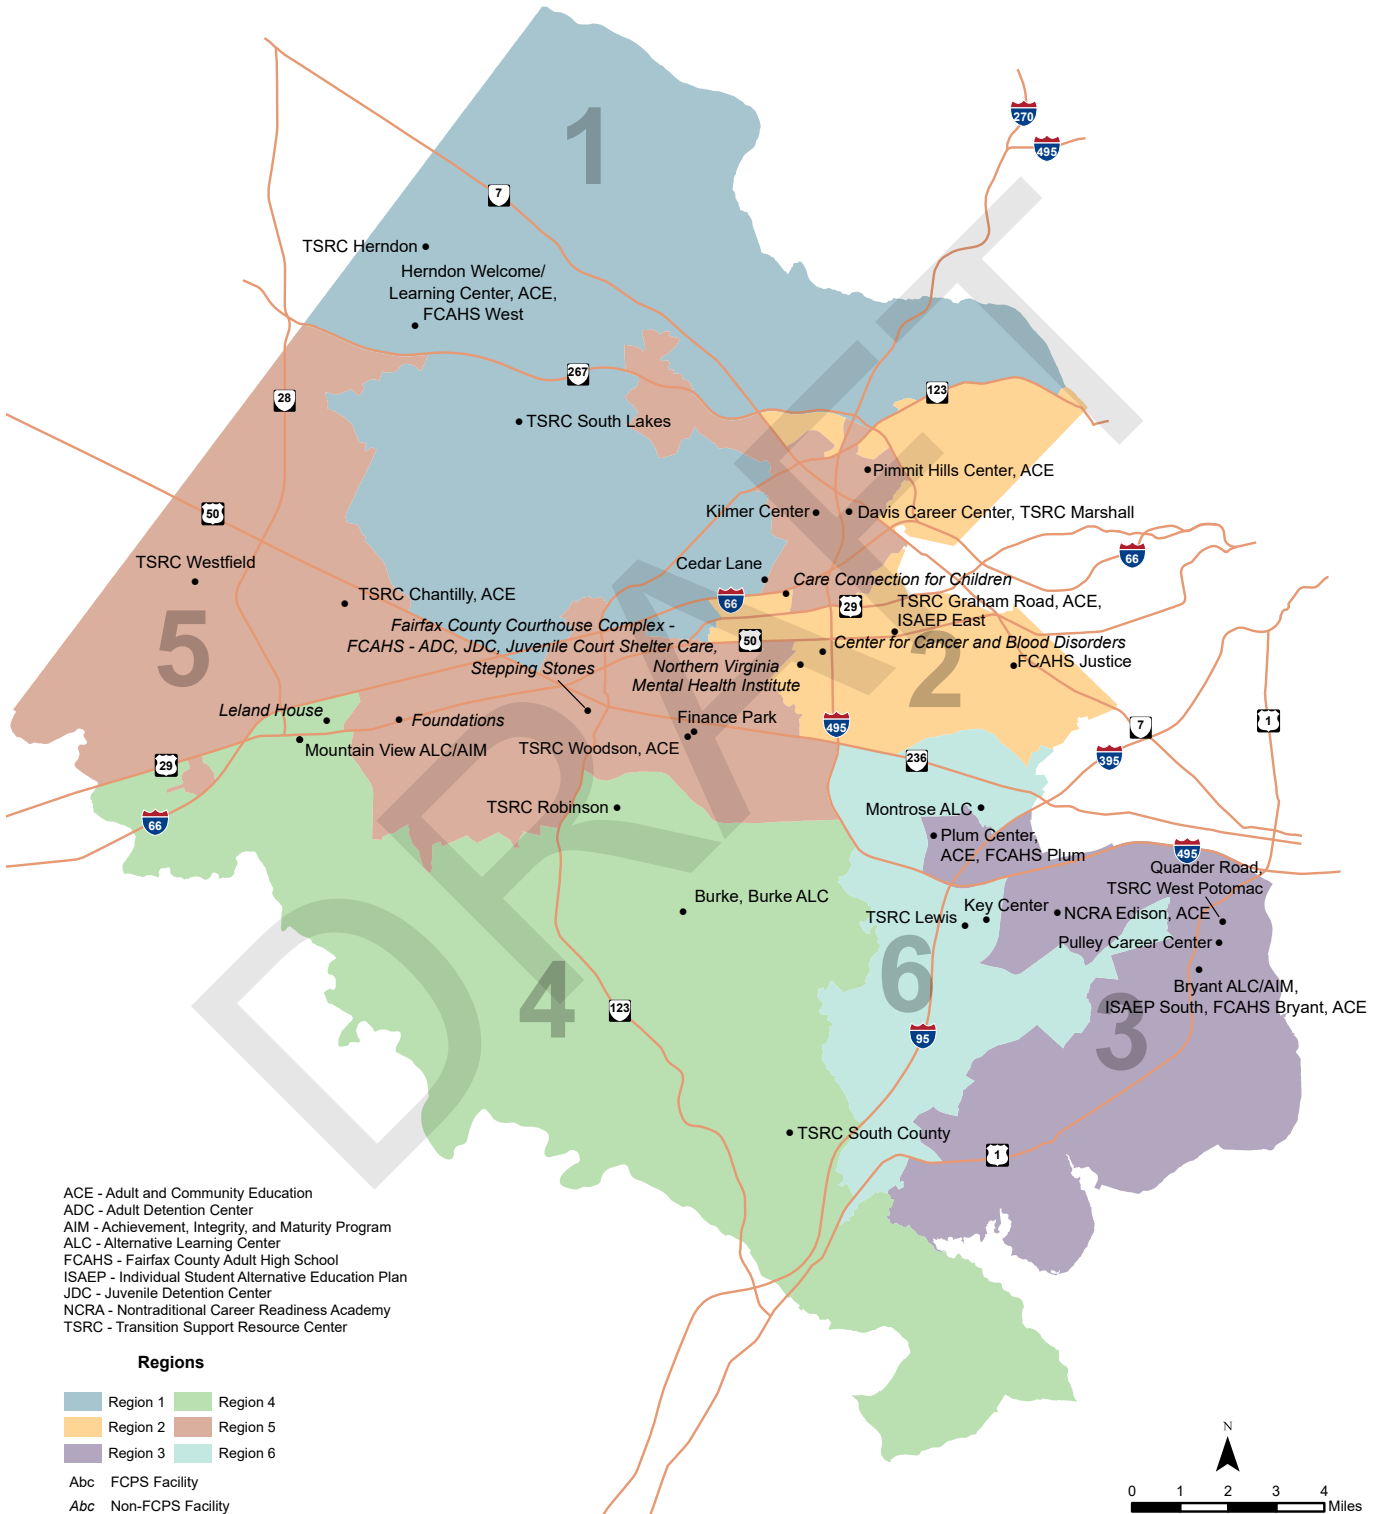 270
495
1
7
TSRC Herndon
Herndon Welcome/
Learning Center, ACE,
FCAHS West
267
28
123
TSRC South Lakes
Pimmit Hills Center, ACE
50
Kilmer Center
Davis Career Center, TSRC Marshall
66
TSRC Westfield
Cedar Lane
Care Connection for Children
TSRC Chantilly, ACE
66
29
TSRC Graham Road, ACE,
ISAEP East
5
Fairfax County Courthouse Complex -
FCAHS - ADC, JDC, Juvenile Court Shelter Care,
Stepping Stones
50
Center for Cancer and Blood Disorders
Northern Virginia
Mental Health Institute
2
FCAHS Justice
Leland House
Foundations
Finance Park
495
7
1
Mountain View ALC/AIM
TSRC Woodson, ACE
29
236
395
66
TSRC Robinson
Montrose ALC
Plum Center,
ACE, FCAHS Plum
495
Quander Road,
TSRC West Potomac
Burke, Burke ALC
Key Center
TSRC Lewis
NCRA Edison, ACE
Pulley Career Center
6
4
123
Bryant ALC/AIM,
ISAEP South, FCAHS Bryant, ACE
95
3
TSRC South County
1
DRAFT
ACE - Adult and Community Education
ADC - Adult Detention Center
AIM - Achievement, Integrity, and Maturity Program
ALC - Alternative Learning Center
FCAHS - Fairfax County Adult High School
ISAEP - Individual Student Alternative Education Plan
JDC - Juvenile Detention Center
NCRA - Nontraditional Career Readiness Academy
TSRC - Transition Support Resource Center
Regions
Region 1 Region 4
Region 2 Region 5
Region 3 Region 6
Abc FCPS Facility
Abc Non-FCPS Facility
N
0 1 2 3 4
Miles